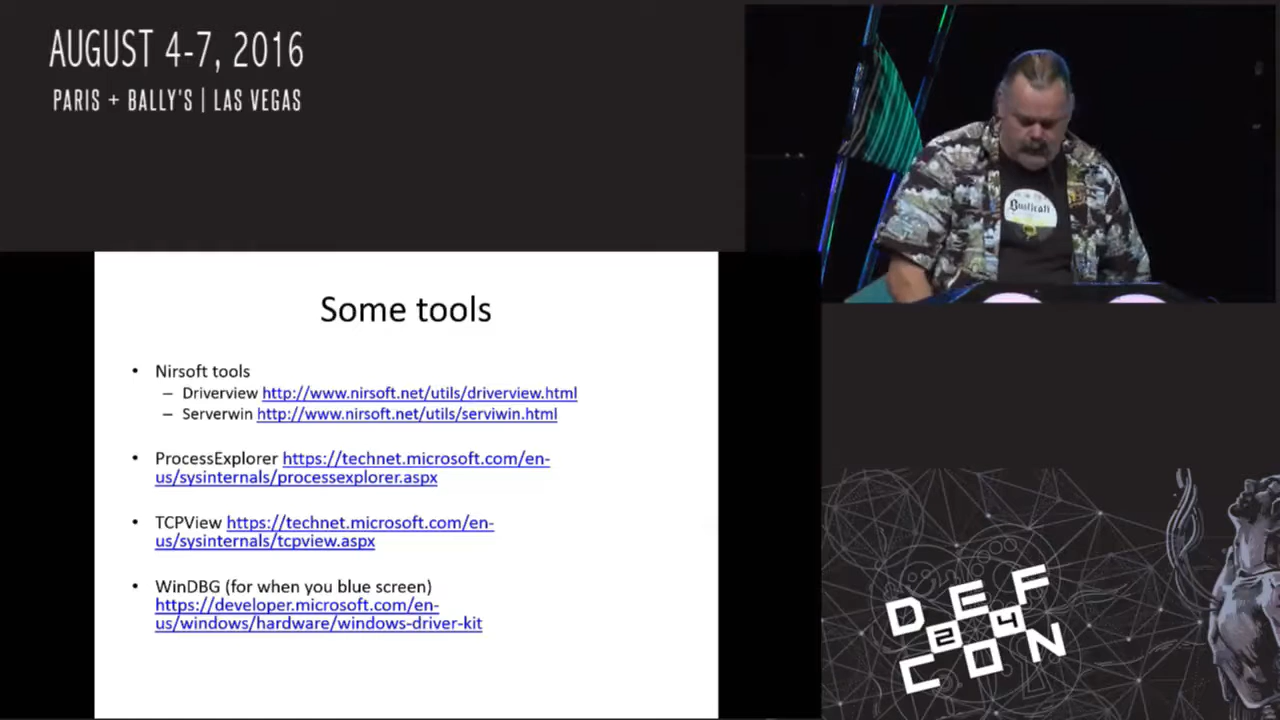 AUGUST 4-7, 2016
PARIS + BALLY'S | LAS VEGAS
Some tools
• Nirsoft tools
– Driverview http://www.nirsoft.net/utils/driverview.html
– Serverwin http://www.nirsoft.net/utils/serviwin.html
• ProcessExplorer https://technet.microsoft.com/en-
us/sysinternals/processexplorer.aspx
• TCPView https://technet.microsoft.com/en-
us/sysinternals/tcpview.aspx
• WinDBG (for when you blue screen)
https://developer.microsoft.com/en-
us/windows/hardware/windows-driver-kit
DEF
24
CON